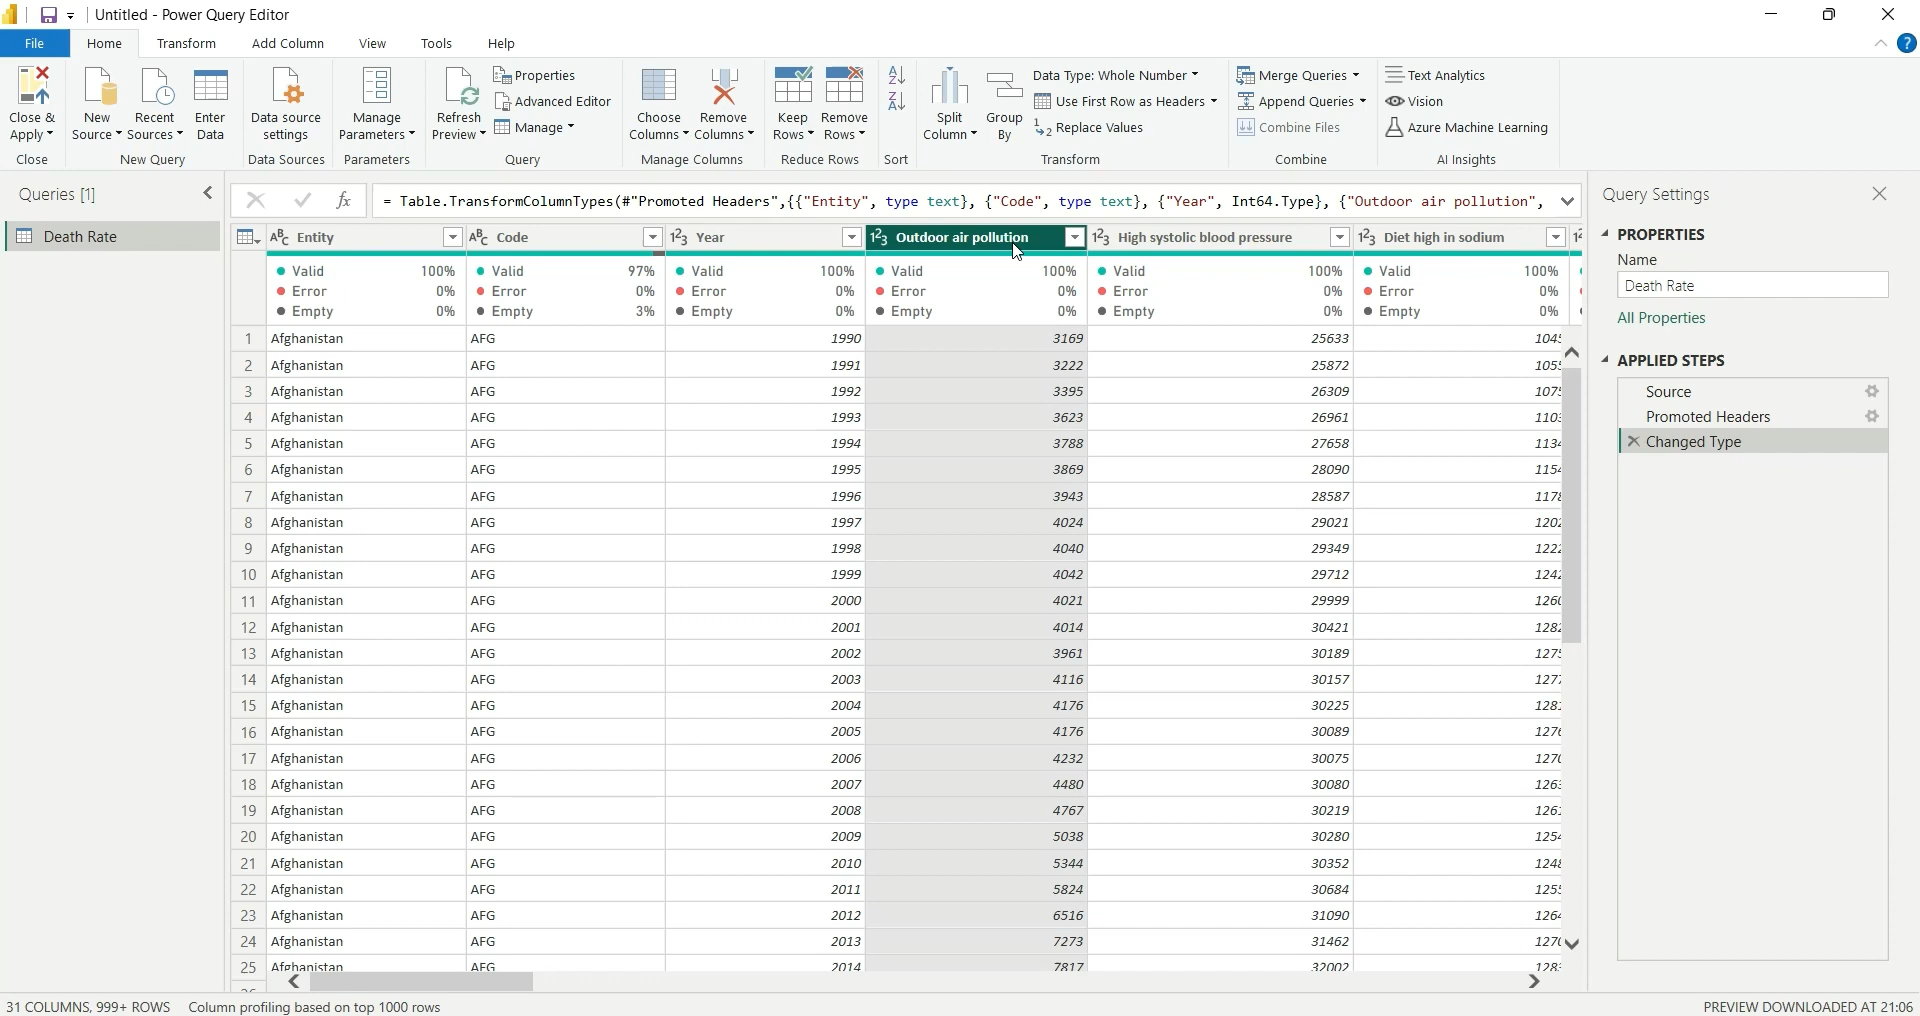 Untitled - Power Query Editor
File Home Transform Add Column View Tools Help
Close & Apply
New Source
Recent Sources
Enter Data
Data source settings
Manage Parameters
Refresh Preview
Properties
Advanced Editor
Manage
Choose Columns
Remove Columns
Keep Rows
Remove Rows
Split Column
Group By
Data Type: Whole Number
Use First Row as Headers
Replace Values
Merge Queries
Append Queries
Combine Files
Text Analytics
Vision
Azure Machine Learning
Close New Query Data Sources Parameters Query Manage Columns Reduce Rows Sort Transform Combine AI Insights
Queries [1]
Death Rate
= Table.TransformColumnTypes(#"Promoted Headers",{{"Entity", type text}, {"Code", type text}, {"Year", Int64.Type}, {"Outdoor air pollution",
Entity Code Year Outdoor air pollution High systolic blood pressure Diet high in sodium
Valid 100% Valid 97% Valid 100% Valid 100% Valid 100% Valid 100%
Error 0% Error 0% Error 0% Error 0% Error 0% Error 0%
Empty 0% Empty 3% Empty 0% Empty 0% Empty 0% Empty 0%
1 Afghanistan AFG 1990 3169 25633
2 Afghanistan AFG 1991 3222 25872
3 Afghanistan AFG 1992 3395 26309
4 Afghanistan AFG 1993 3623 26961
5 Afghanistan AFG 1994 3788 27658
6 Afghanistan AFG 1995 3869 28090
7 Afghanistan AFG 1996 3943 28587
8 Afghanistan AFG 1997 4024 29021
9 Afghanistan AFG 1998 4040 29349
10 Afghanistan AFG 1999 4042 29712
11 Afghanistan AFG 2000 4021 29999
12 Afghanistan AFG 2001 4014 30421
13 Afghanistan AFG 2002 3961 30189
14 Afghanistan AFG 2003 4116 30157
15 Afghanistan AFG 2004 4176 30225
16 Afghanistan AFG 2005 4176 30089
17 Afghanistan AFG 2006 4232 30075
18 Afghanistan AFG 2007 4480 30080
19 Afghanistan AFG 2008 4767 30219
20 Afghanistan AFG 2009 5038 30280
21 Afghanistan AFG 2010 5344 30352
22 Afghanistan AFG 2011 5824 30684
23 Afghanistan AFG 2012 6516 31090
24 Afghanistan AFG 2013 7273 31462
25 Afghanistan AFG 2014 7817 32002
Query Settings
PROPERTIES
Name
Death Rate
All Properties
APPLIED STEPS
Source
Promoted Headers
Changed Type
31 COLUMNS, 999+ ROWS Column profiling based on top 1000 rows
PREVIEW DOWNLOADED AT 21:06